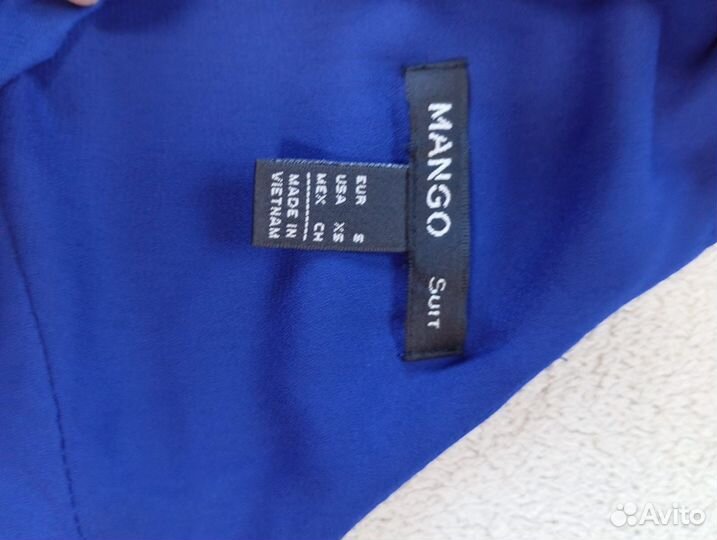 MANGO SUIT
EUR S
USA XS
MEX CH
MADE IN
VIETNAM
Avito